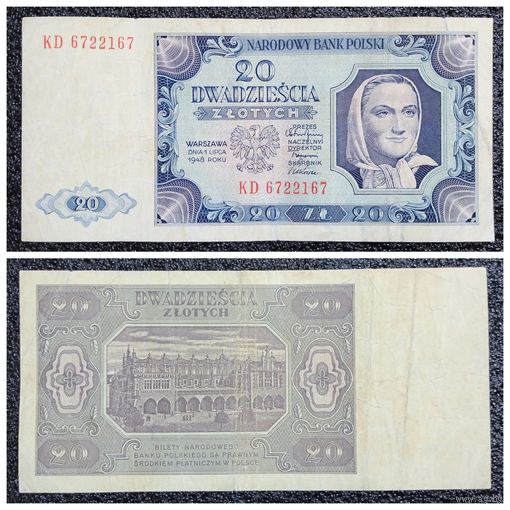 KD 6722167
NARODOWY BANK POLSKI
20
DWADZIEŚCIA
ZŁOTYCH
PREZES
NACZELNY
DYREKTOR
SKARBNIK
WARSZAWA
DNIA 1 LIPCA
1948 ROKU
KD 6722167
20
20 ZŁ. 20
20 DWADZIEŚCIA 20
ZŁOTYCH
BILETY NARODOWEGO
BANKU POLSKIEGO SĄ PRAWNYM
ŚRODKIEM PŁATNICZYM W POLSCE
20 20